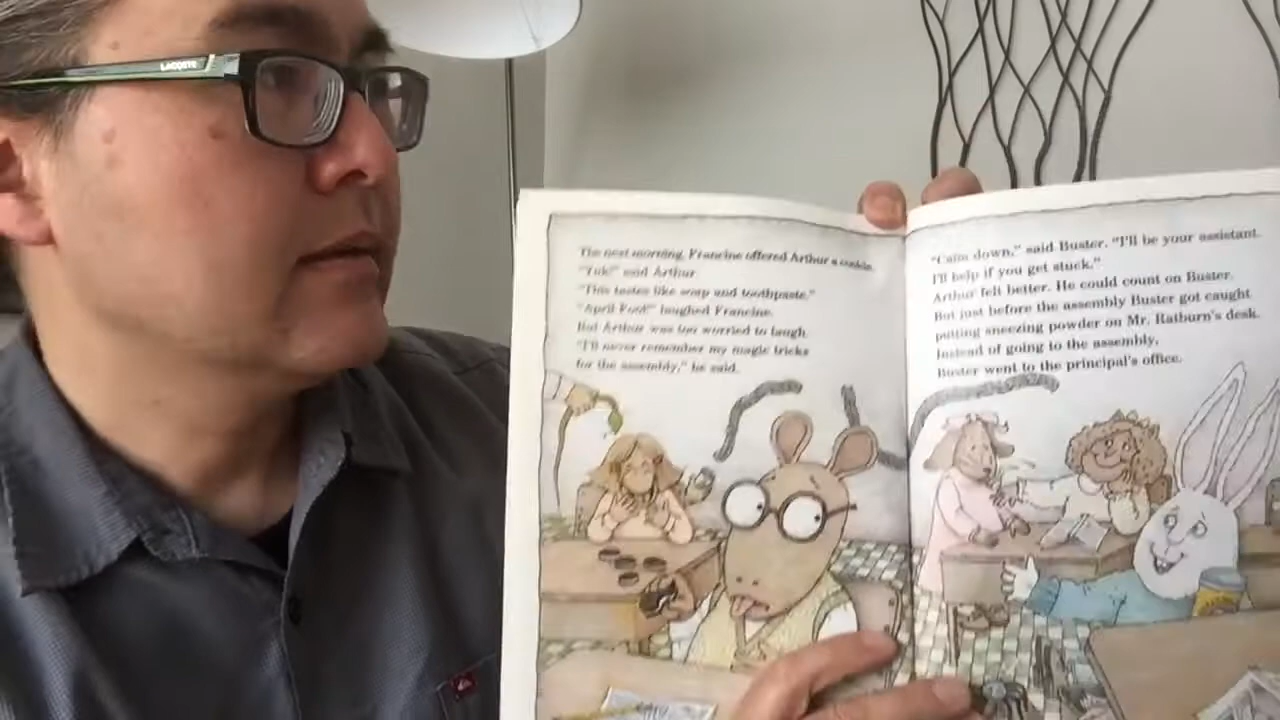 LACOSTE
The next morning, Francine offered Arthur a cookie.
"Yuk!" said Arthur.
"This tastes like soap and toothpaste."
"April Fool!" laughed Francine.
But Arthur was too worried to laugh.
"I'll never remember my magic tricks
for the assembly," he said.
"Calm down," said Buster. "I'll be your assistant.
I'll help if you get stuck."
Arthur felt better. He could count on Buster.
But just before the assembly Buster got caught
putting sneezing powder on Mr. Ratburn's desk.
Instead of going to the assembly,
Buster went to the principal's office.